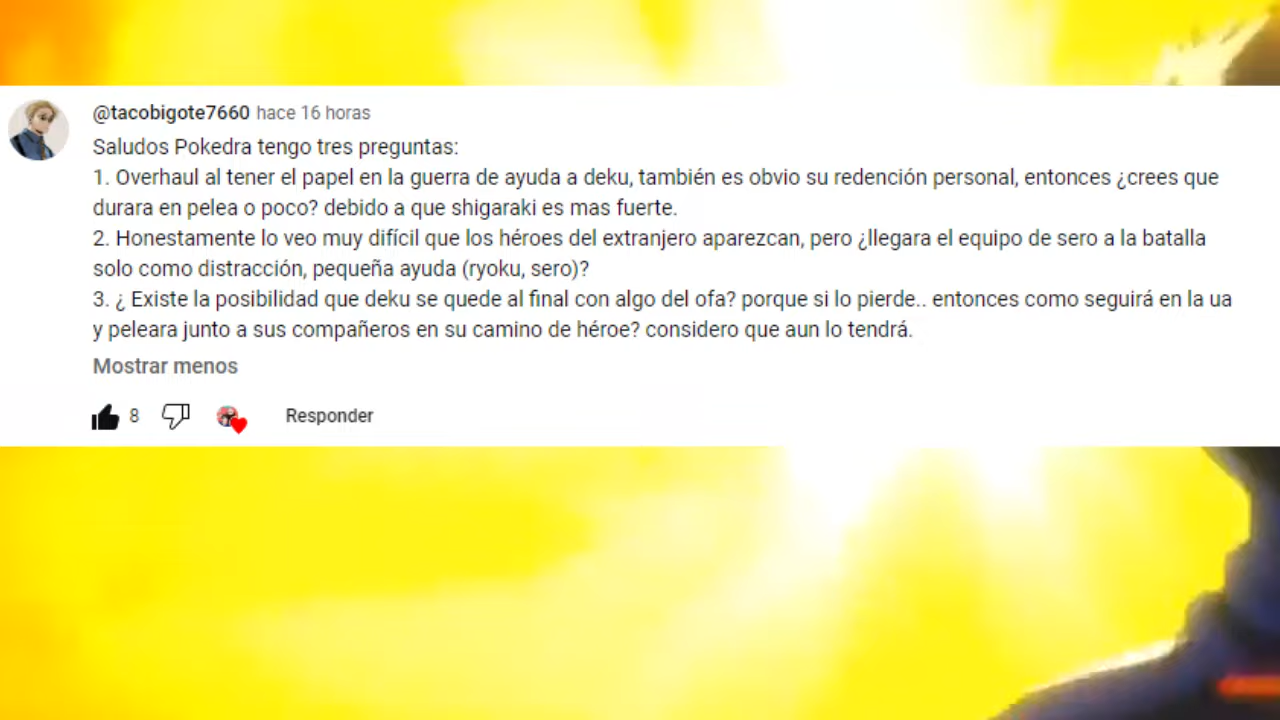 @tacobigote7660 hace 16 horas
Saludos Pokedra tengo tres preguntas:
1. Overhaul al tener el papel en la guerra de ayuda a deku, también es obvio su redención personal, entonces ¿crees que
durara en pelea o poco? debido a que shigaraki es mas fuerte.
2. Honestamente lo veo muy difícil que los héroes del extranjero aparezcan, pero ¿llegara el equipo de sero a la batalla
solo como distracción, pequeña ayuda (ryoku, sero)?
3. ¿ Existe la posibilidad que deku se quede al final con algo del ofa? porque si lo pierde.. entonces como seguirá en la ua
y peleara junto a sus compañeros en su camino de héroe? considero que aun lo tendrá.
Mostrar menos
8 Responder